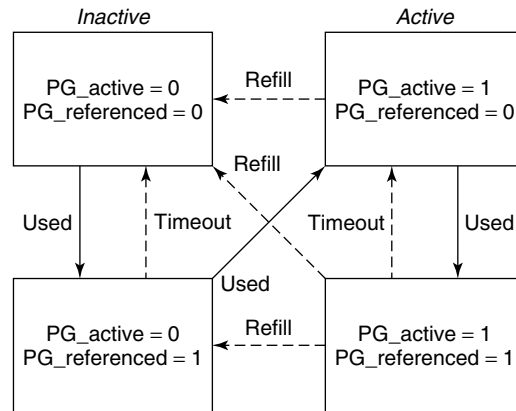 Inactive
Active
PG_active = 0
PG_referenced = 0
Refill
PG_active = 1
PG_referenced = 0
Refill
Used
Timeout
Timeout
Used
Used
PG_active = 0
PG_referenced = 1
Refill
PG_active = 1
PG_referenced = 1